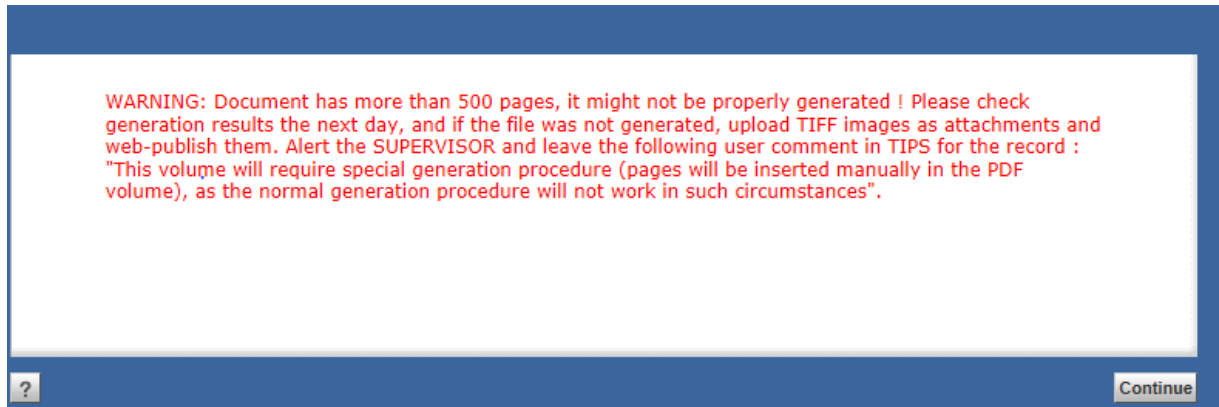 WARNING: Document has more than 500 pages, it might not be properly generated ! Please check
generation results the next day, and if the file was not generated, upload TIFF images as attachments and
web-publish them. Alert the SUPERVISOR and leave the following user comment in TIPS for the record :
"This volume will require special generation procedure (pages will be inserted manually in the PDF
volume), as the normal generation procedure will not work in such circumstances".
?
Continue